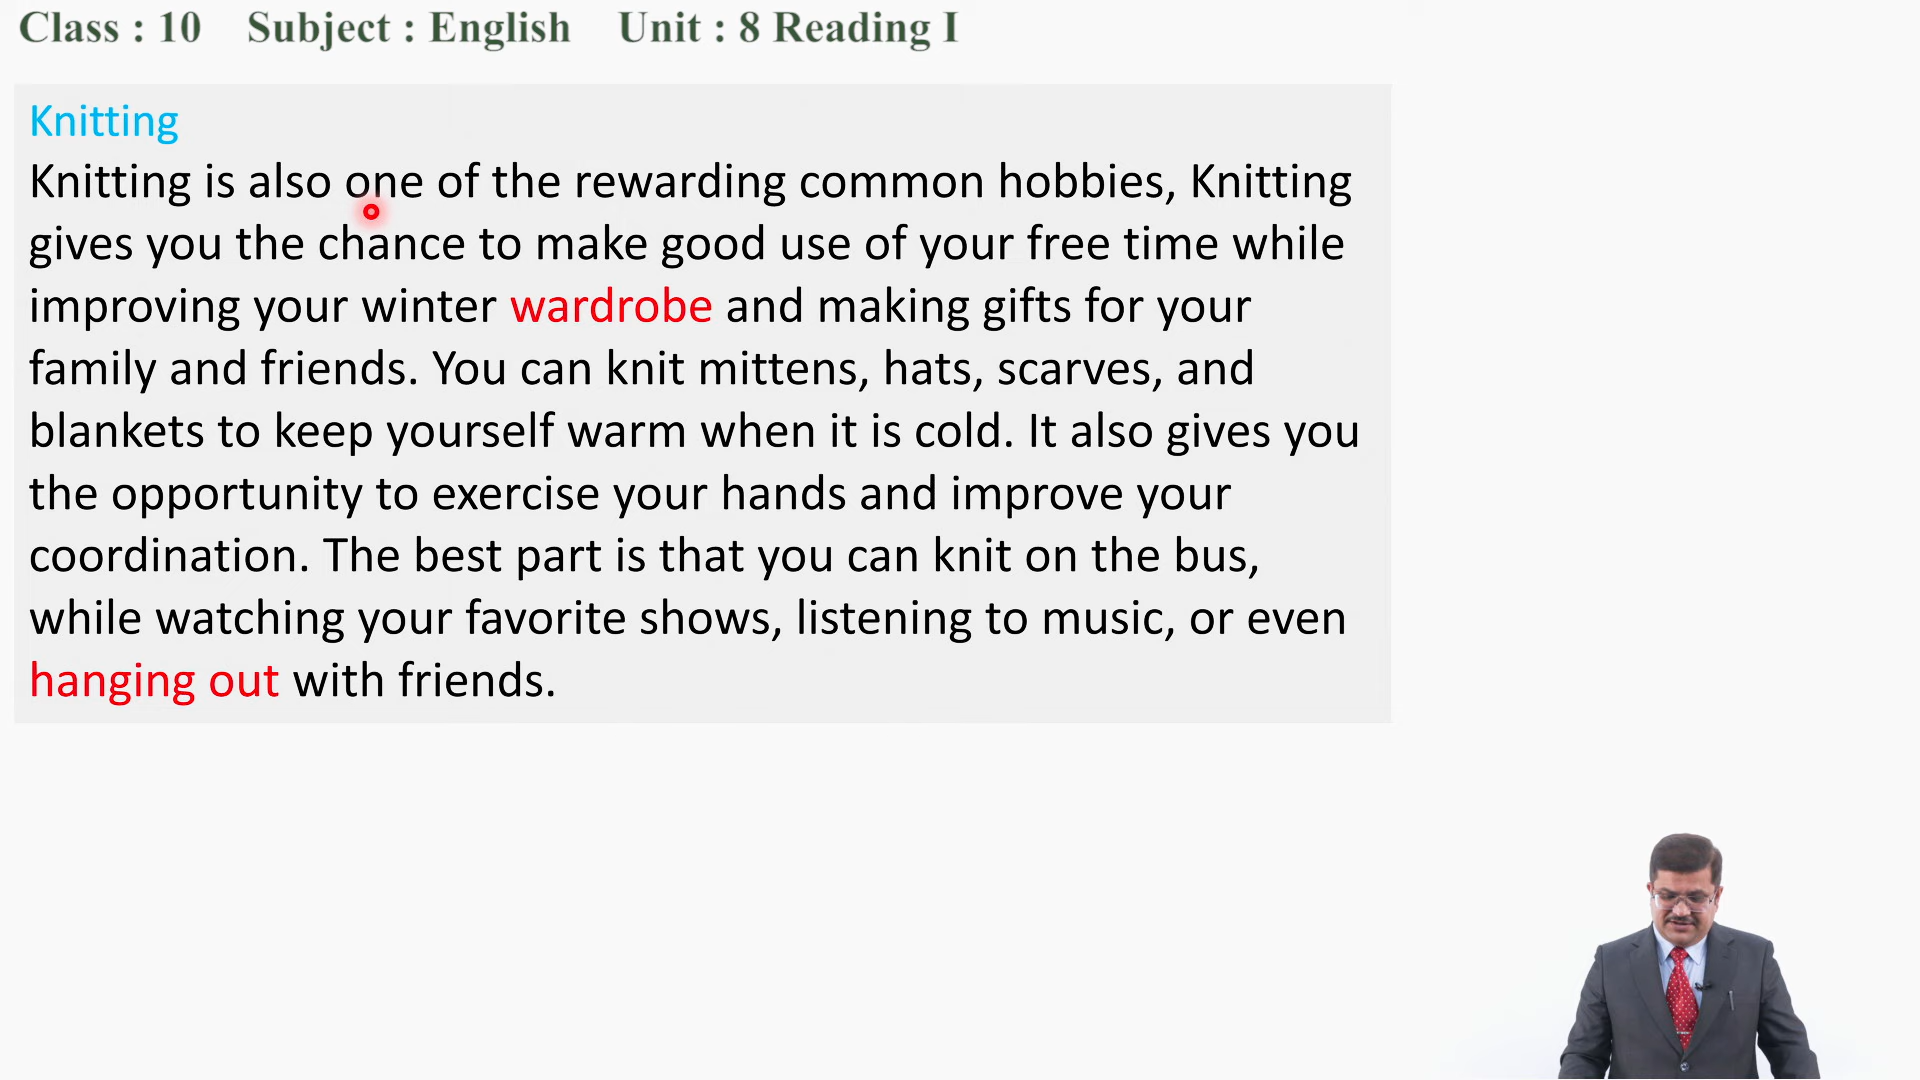 Class : 10 Subject : English Unit : 8 Reading I
Knitting
Knitting is also one of the rewarding common hobbies, Knitting
gives you the chance to make good use of your free time while
improving your winter wardrobe and making gifts for your
family and friends. You can knit mittens, hats, scarves, and
blankets to keep yourself warm when it is cold. It also gives you
the opportunity to exercise your hands and improve your
coordination. The best part is that you can knit on the bus,
while watching your favorite shows, listening to music, or even
hanging out with friends.